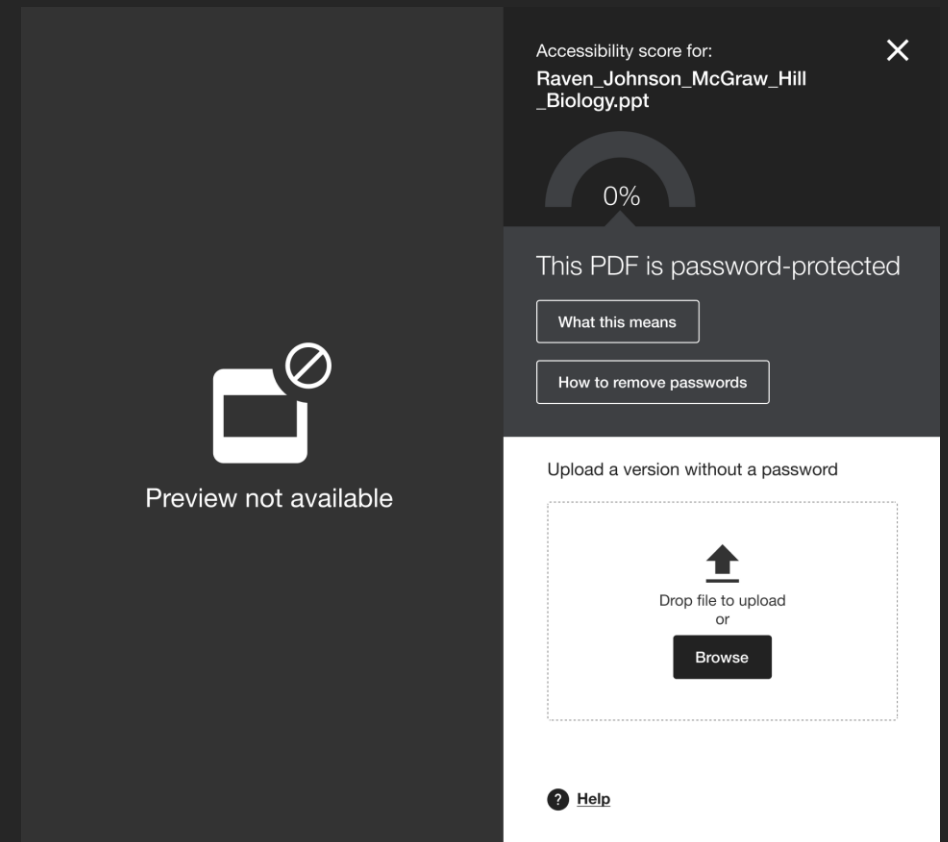 Accessibility score for:
Raven_Johnson_McGraw_Hill
_Biology.ppt
0%
This PDF is password-protected
What this means
How to remove passwords
Preview not available
Upload a version without a password
Drop file to upload
or
Browse
? Help